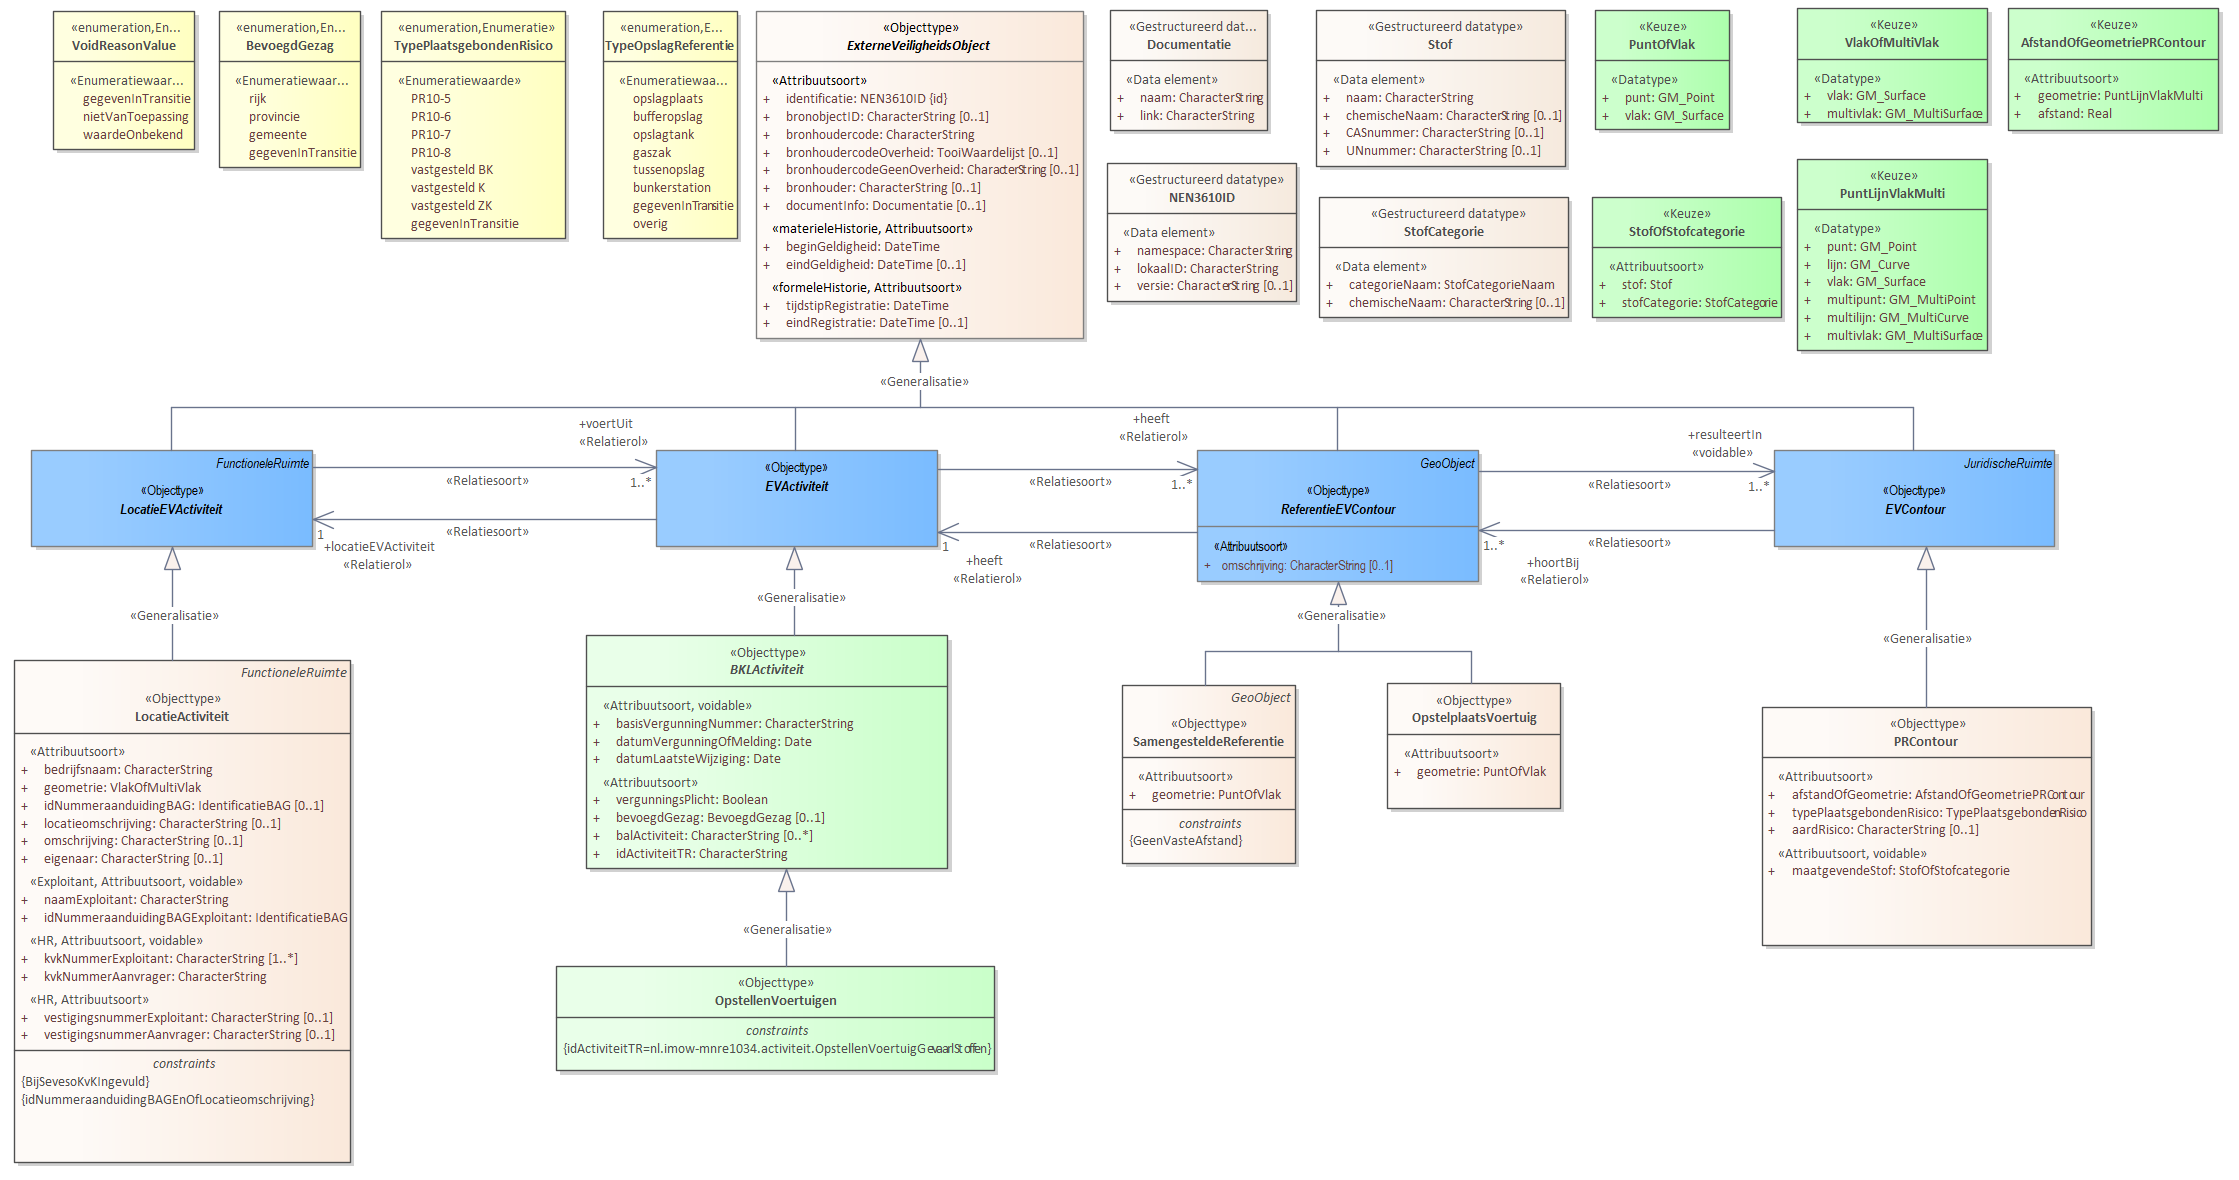 «enumeration,En...
VoidReasonValue
«Enumeratiewaar...
gegevenInTransitie
nietVanToepassing
waardeOnbekend
«enumeration,En...
BevoegdGezag
«Enumeratiewaar...
rijk
provincie
gemeente
gegevenInTransitie
«enumeration,Enumeratie»
TypePlaatsgebondenRisico
«Enumeratiewaarde»
PR10-5
PR10-6
PR10-7
PR10-8
vastgesteld BK
vastgesteld K
vastgesteld ZK
gegevenInTransitie
«enumeration,E...
TypeOpslagReferentie
«Enumeratiewaa...
opslagplaats
bufferopslag
opslagtank
gaszak
tussenopslag
bunkerstation
gegevenInTransitie
overig
«Objecttype»
ExterneVeiligheidsObject
«Attribuutsoort»
+ identificatie: NEN3610ID {id}
+ bronobjectID: CharacterString [0..1]
+ bronhoudercode: CharacterString
+ bronhoudercodeOverheid: TooiWaardelijst [0..1]
+ bronhoudercodeGeenOverheid: CharacterString [0..1]
+ bronhouder: CharacterString [0..1]
+ documentInfo: Documentatie [0..1]
«materieleHistorie, Attribuutsoort»
+ beginGeldigheid: DateTime
+ eindGeldigheid: DateTime [0..1]
«formeleHistorie, Attribuutsoort»
+ tijdstipRegistratie: DateTime
+ eindRegistratie: DateTime [0..1]
«Gestructureerd dat...
Documentatie
«Data element»
+ naam: CharacterString
+ link: CharacterString
«Gestructureerd datatype»
NEN3610ID
«Data element»
+ namespace: CharacterString
+ lokaalID: CharacterString
+ versie: CharacterString [0..1]
«Gestructureerd datatype»
Stof
«Data element»
+ naam: CharacterString
+ chemischeNaam: CharacterString [0..1]
+ CASnummer: CharacterString [0..1]
+ UNnummer: CharacterString [0..1]
«Gestructureerd datatype»
StofCategorie
«Data element»
+ categorieNaam: StofCategorieNaam
+ chemischeNaam: CharacterString [0..1]
«Keuze»
PuntOfVlak
«Datatype»
+ punt: GM_Point
+ vlak: GM_Surface
«Keuze»
StofOfStofcategorie
«Attribuutsoort»
+ stof: Stof
+ stofCategorie: StofCategorie
«Keuze»
VlakOfMultiVlak
«Datatype»
+ vlak: GM_Surface
+ multivlak: GM_MultiSurface
«Keuze»
PuntLijnVlakMulti
«Datatype»
+ punt: GM_Point
+ lijn: GM_Curve
+ vlak: GM_Surface
+ multipunt: GM_MultiPoint
+ multilijn: GM_MultiCurve
+ multivlak: GM_MultiSurface
«Keuze»
AfstandOfGeometriePRContour
«Attribuutsoort»
+ geometrie: PuntLijnVlakMulti
+ afstand: Real
«Generalisatie»
FunctioneleRuimte
«Objecttype»
LocatieEVActiviteit
+voertUit
«Relatierol»
«Relatiesoort»
1..*
«Relatiesoort»
1
+locatieEVActiviteit
«Relatierol»
«Objecttype»
EVActiviteit
+heeft
«Relatierol»
«Relatiesoort»
1..*
«Relatiesoort»
1
+heeft
«Relatierol»
GeoObject
«Objecttype»
ReferentieEVContour
«Attribuutsoort»
+ omschrijving: CharacterString [0..1]
+resulteertIn
«voidable»
«Relatiesoort»
1..*
«Relatiesoort»
1..*
+hoortBij
«Relatierol»
JuridischeRuimte
«Objecttype»
EVContour
«Generalisatie»
«Generalisatie»
«Generalisatie»
«Generalisatie»
FunctioneleRuimte
«Objecttype»
LocatieActiviteit
«Attribuutsoort»
+ bedrijfsnaam: CharacterString
+ geometrie: VlakOfMultiVlak
+ idNummeraanduidingBAG: IdentificatieBAG [0..1]
+ locatieomschrijving: CharacterString [0..1]
+ omschrijving: CharacterString [0..1]
+ eigenaar: CharacterString [0..1]
«Exploitant, Attribuutsoort, voidable»
+ naamExploitant: CharacterString
+ idNummeraanduidingBAGExploitant: IdentificatieBAG
«HR, Attribuutsoort, voidable»
+ kvkNummerExploitant: CharacterString [1..*]
+ kvkNummerAanvrager: CharacterString
«HR, Attribuutsoort»
+ vestigingsnummerExploitant: CharacterString [0..1]
+ vestigingsnummerAanvrager: CharacterString [0..1]
constraints
{BijSevesoKvKIngevuld}
{idNummeraanduidingBAGEnOfLocatieomschrijving}
«Objecttype»
BKLActiviteit
«Attribuutsoort, voidable»
+ basisVergunningNummer: CharacterString
+ datumVergunningOfMelding: Date
+ datumLaatsteWijziging: Date
«Attribuutsoort»
+ vergunningsPlicht: Boolean
+ bevoegdGezag: BevoegdGezag [0..1]
+ balActiviteit: CharacterString [0..*]
+ idActiviteitTR: CharacterString
«Generalisatie»
«Objecttype»
OpstellenVoertuigen
constraints
{idActiviteitTR=nl.imow-mnre1034.activiteit.OpstellenVoertuigGevaarlStoffen}
GeoObject
«Objecttype»
SamengesteldeReferentie
«Attribuutsoort»
+ geometrie: PuntOfVlak
constraints
{GeenVasteAfstand}
«Objecttype»
OpstelplaatsVoertuig
«Attribuutsoort»
+ geometrie: PuntOfVlak
«Objecttype»
PRContour
«Attribuutsoort»
+ afstandOfGeometrie: AfstandOfGeometriePRContour
+ typePlaatsgebondenRisico: TypePlaatsgebondenRisico
+ aardRisico: CharacterString [0..1]
«Attribuutsoort, voidable»
+ maatgevendeStof: StofOfStofcategorie